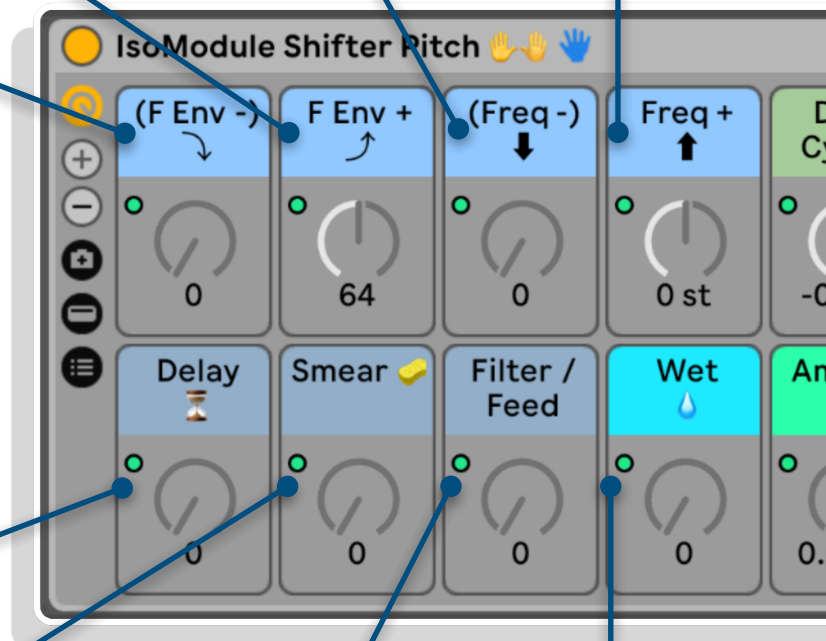 IsoModule Shifter Pitch
(F Env -)
F Env +
(Freq -)
Freq +
0
64
0
0 st
Delay
Smear
Filter /
Feed
Wet
0
0
0
0